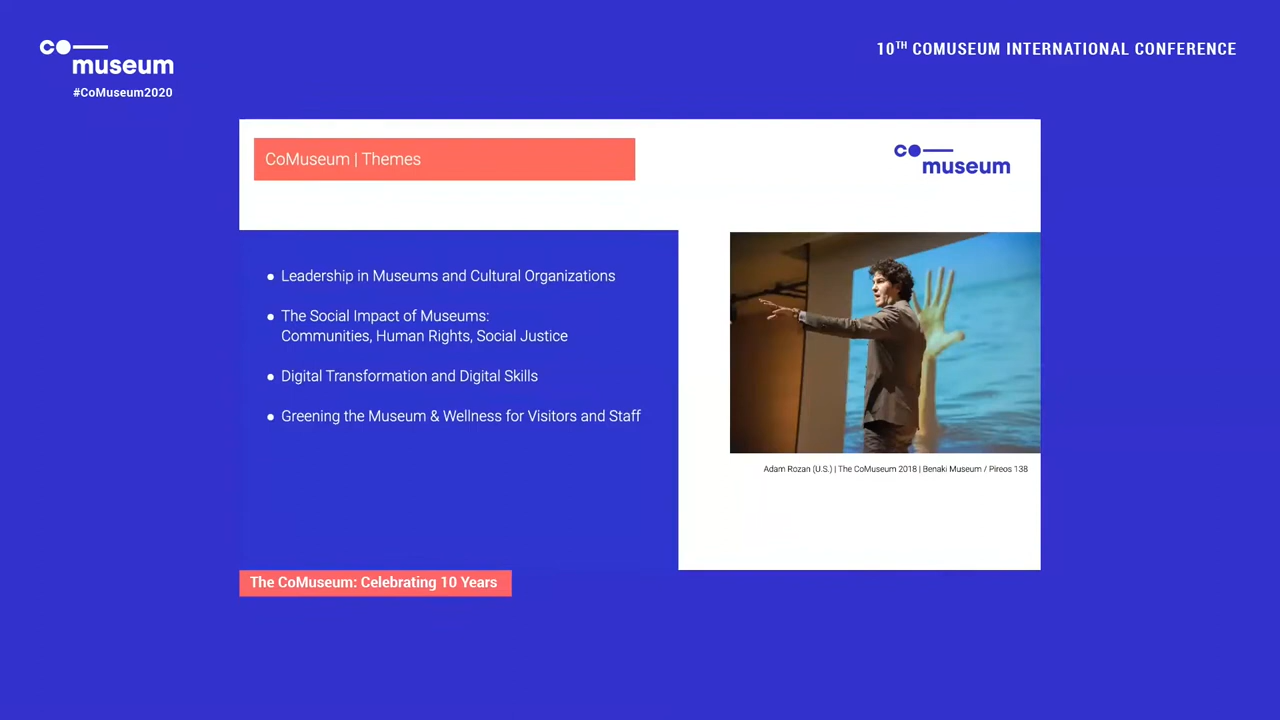 co
museum
#CoMuseum2020
10TH COMUSEUM INTERNATIONAL CONFERENCE
CoMuseum | Themes
co
museum
● Leadership in Museums and Cultural Organizations
● The Social Impact of Museums:
Communities, Human Rights, Social Justice
● Digital Transformation and Digital Skills
● Greening the Museum & Wellness for Visitors and Staff
Adam Rozan (U.S.) | The CoMuseum 2018 | Benaki Museum / Pireos 138
The CoMuseum: Celebrating 10 Years